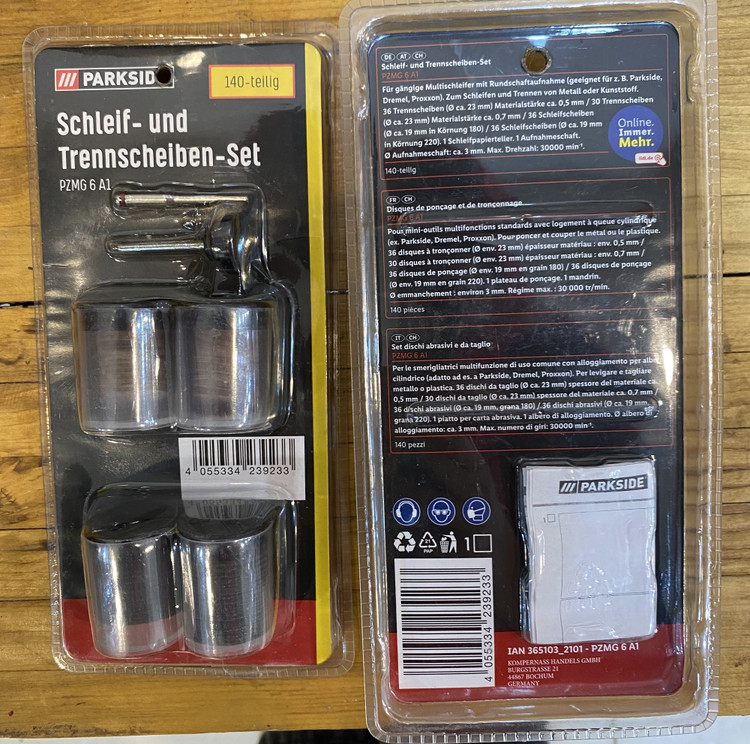 /// PARKSIDE
140-teilig
Schleif- und
Trennscheiben-Set
PZMG 6 A1
4 055334 239233
DE AT CH
Schleif- und Trennscheiben-Set
PZMG 6 A1
Für gängige Multischleifer mit Rundschaftaufnahme (geeignet für z. B. Parkside,
Dremel, Proxxon). Zum Schleifen und Trennen von Metall oder Kunststoff.
36 Trennscheiben (Ø ca. 23 mm) Materialstärke ca. 0,5 mm / 30 Trennscheiben
(Ø ca. 23 mm) Materialstärke ca. 0,7 mm / 36 Schleifscheiben
(Ø ca. 19 mm in Körnung 180) / 36 Schleifscheiben (Ø ca. 19 mm
in Körnung 220). 1 Schleifpapierteller. 1 Aufnahmeschaft.
Ø Aufnahmeschaft: ca. 3 mm. Max. Drehzahl: 30000 min⁻¹.
140-teilig
Online.
Immer.
Mehr.
lidl.de
FR CH
Disques de ponçage et de tronçonnage
PZMG 6 A1
Pour mini-outils multifonctions standards avec logement à queue cylindrique
(ex. Parkside, Dremel, Proxxon). Pour poncer et couper le métal ou le plastique.
36 disques à tronçonner (Ø env. 23 mm) épaisseur matériau : env. 0,5 mm /
30 disques à tronçonner (Ø env. 23 mm) épaisseur matériau : env. 0,7 mm /
36 disques de ponçage (Ø env. 19 mm en grain 180) / 36 disques de ponçage
(Ø env. 19 mm en grain 220). 1 plateau de ponçage. 1 mandrin.
Ø emmanchement : environ 3 mm. Régime max. : 30 000 tr/min.
140 pièces
IT CH
Set dischi abrasivi e da taglio
PZMG 6 A1
Per le smerigliatrici multifunzione di uso comune con alloggiamento per albe
cilindrico (adatto ad es. a Parkside, Dremel, Proxxon). Per levigare e tagliare
metallo o plastica. 36 dischi da taglio (Ø ca. 23 mm) spessore del materiale ca.
0,5 mm / 30 dischi da taglio (Ø ca. 23 mm) spessore del materiale ca. 0,7 mm /
36 dischi abrasivi (Ø ca. 19 mm, grana 180) / 36 dischi abrasivi (Ø ca. 19 mm,
grana 220). 1 piatto per carta abrasiva. 1 albero di alloggiamento. Ø albero di
alloggiamento: ca. 3 mm. Max. numero di giri: 30000 min⁻¹.
140 pezzi
/// PARKSIDE
21
PAP
1
4 055334 239233
IAN 365103_2101 - PZMG 6 A1
KOMPERNASS HANDELS GMBH
BURGSTRASSE 21
44867 BOCHUM
GERMANY